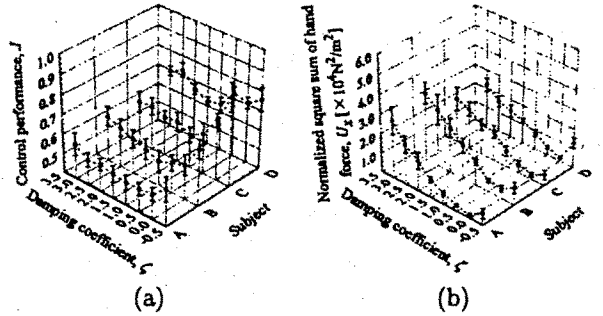 Control performance, J
1.0
0.9
0.8
0.7
0.6
0.5
Damping coefficient, ζ
A
B
C
D
Subject
(a)
Normalized square sum of hand
force, U_f [×10⁴N²/m²]
6.0
5.0
4.0
3.0
2.0
1.0
Damping coefficient, ζ
A
B
C
D
Subject
(b)